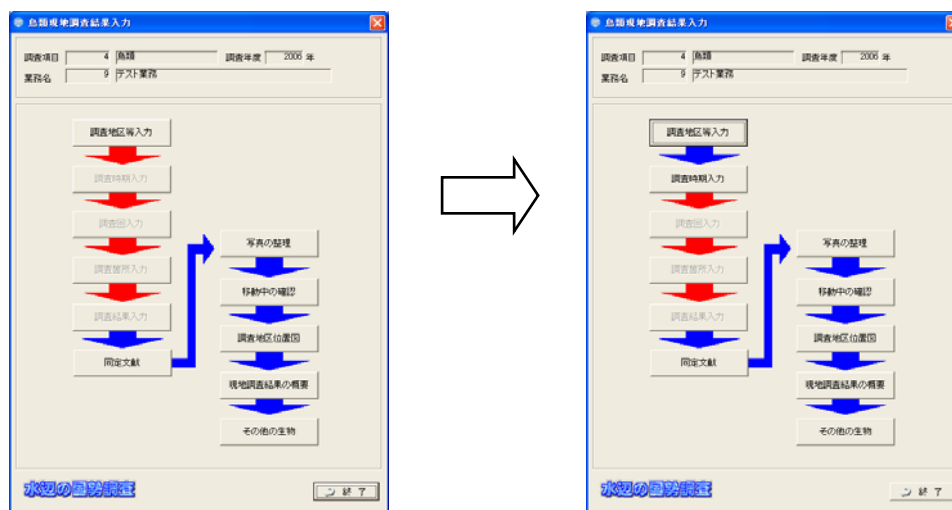 鳥類現地調査結果入力
調査項目 4 鳥類 調査年度 2006 年
業務名 9 テスト業務
調査地区等入力
調査時期入力
調査回入力
調査箇所入力
調査結果入力
同定文献
写真の整理
移動中の確認
調査地区位置図
現地調査結果の概要
その他の生物
水辺の国勢調査
終 了
鳥類現地調査結果入力
調査項目 4 鳥類 調査年度 2006 年
業務名 9 テスト業務
調査地区等入力
調査時期入力
調査回入力
調査箇所入力
調査結果入力
同定文献
写真の整理
移動中の確認
調査地区位置図
現地調査結果の概要
その他の生物
水辺の国勢調査
終 了